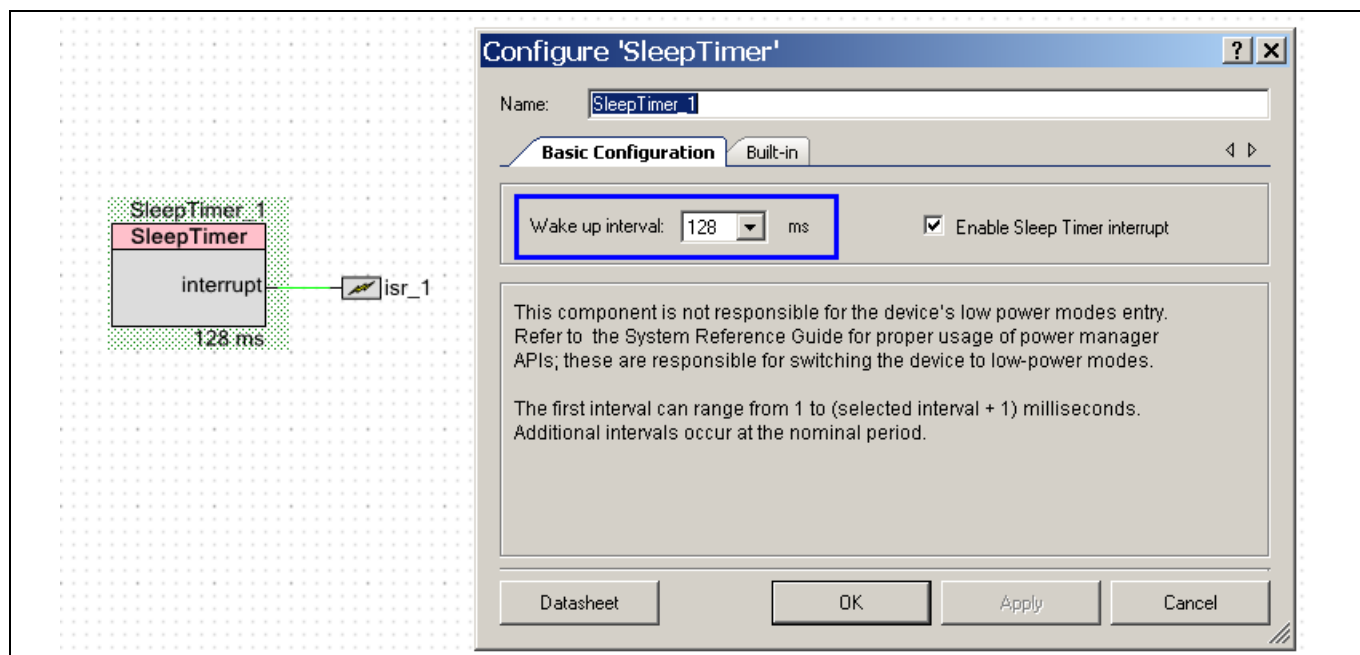 SleepTimer_1
SleepTimer
interrupt
isr_1
128 ms
Configure 'SleepTimer'
Name: SleepTimer_1
Basic Configuration Built-in
Wake up interval: 128 ms Enable Sleep Timer interrupt
This component is not responsible for the device's low power modes entry.
Refer to the System Reference Guide for proper usage of power manager
APIs; these are responsible for switching the device to low-power modes.
The first interval can range from 1 to (selected interval + 1) milliseconds.
Additional intervals occur at the nominal period.
Datasheet OK Apply Cancel